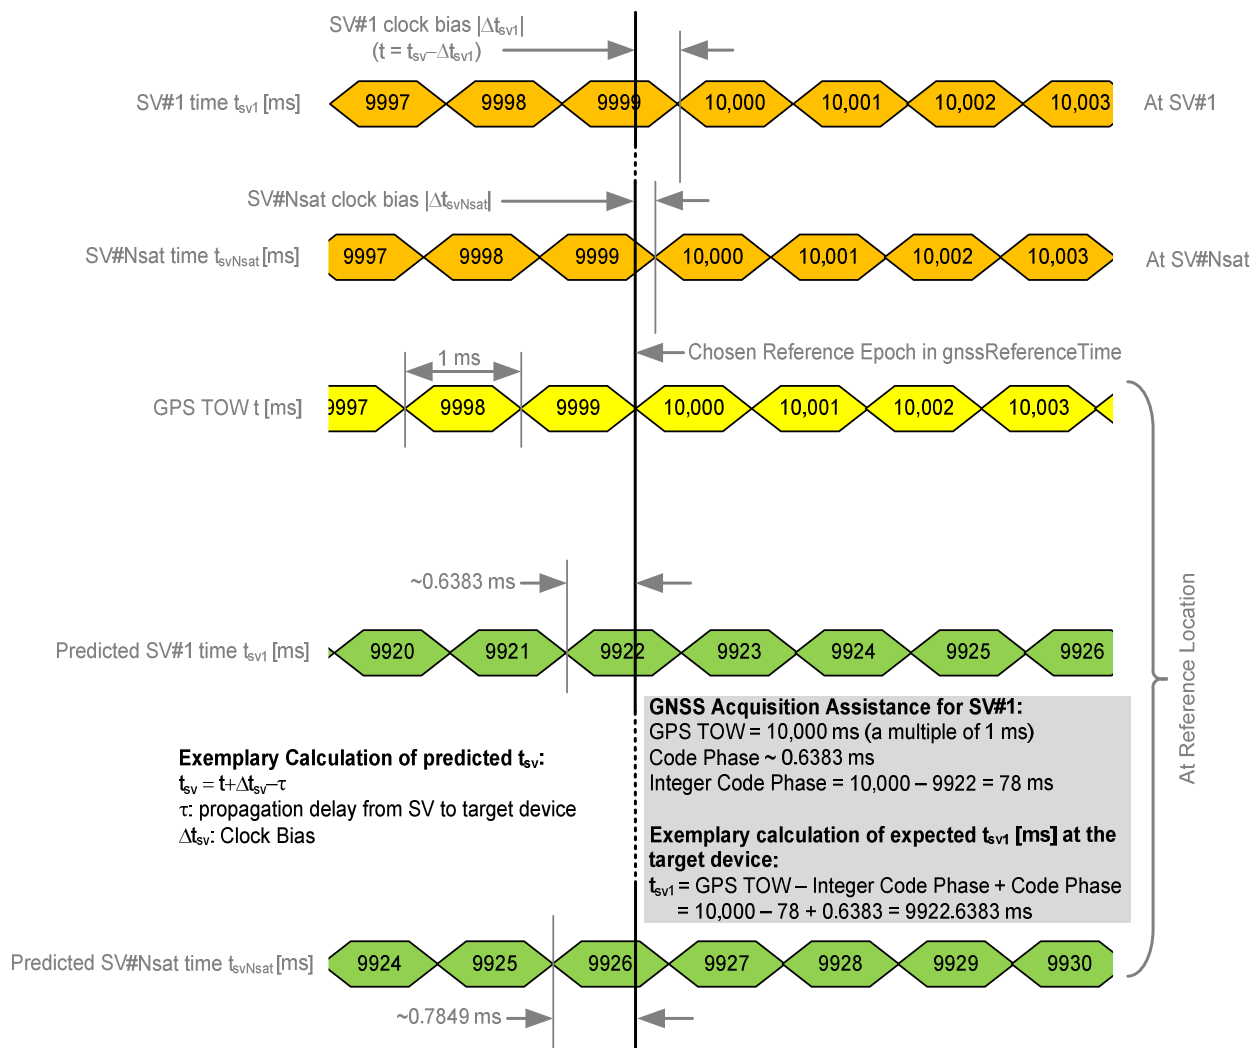 SV#1 clock bias |Δtsv1|
(t = tsv–Δtsv1)
SV#1 time tsv1 [ms]
9997 9998 9999 10,000 10,001 10,002 10,003
At SV#1
SV#Nsat clock bias |ΔtsvNsat|
SV#Nsat time tsvNsat [ms]
9997 9998 9999 10,000 10,001 10,002 10,003
At SV#Nsat
Chosen Reference Epoch in gnssReferenceTime
1 ms
GPS TOW t [ms]
9997 9998 9999 10,000 10,001 10,002 10,003
~0.6383 ms
Predicted SV#1 time tsv1 [ms]
9920 9921 9922 9923 9924 9925 9926
At Reference Location
GNSS Acquisition Assistance for SV#1:
GPS TOW = 10,000 ms (a multiple of 1 ms)
Code Phase ~ 0.6383 ms
Integer Code Phase = 10,000 – 9922 = 78 ms
Exemplary calculation of expected tsv1 [ms] at the
target device:
tsv1 = GPS TOW – Integer Code Phase + Code Phase
= 10,000 – 78 + 0.6383 = 9922.6383 ms
Exemplary Calculation of predicted tsv:
tsv = t+Δtsv–τ
τ: propagation delay from SV to target device
Δtsv: Clock Bias
Predicted SV#Nsat time tsvNsat [ms]
9924 9925 9926 9927 9928 9929 9930
~0.7849 ms